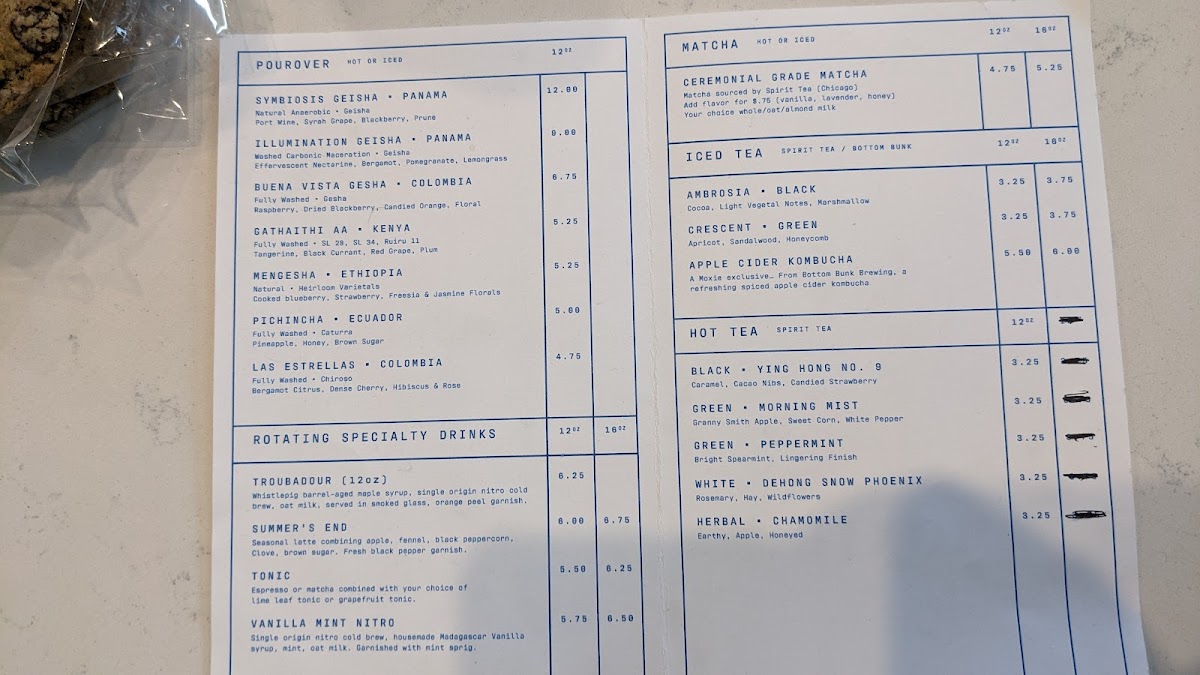 POUROVER HOT OR ICED 12OZ
SYMBIOSIS GEISHA • PANAMA 12.00
Natural Anaerobic • Geisha
Port Wine, Syrah Grape, Blackberry, Prune
ILLUMINATION GEISHA • PANAMA
Washed Carbonic Maceration • Geisha
Effervescent Nectarine, Bergamot, Pomegranate, Lemongrass
BUENA VISTA GESHA • COLOMBIA 6.75
Fully Washed • Gesha
Raspberry, Dried Blackberry, Candied Orange, Floral
GATHAITHI AA • KENYA 5.25
Fully Washed • SL 28, SL 34, Ruiru 11
Tangerine, Black Currant, Red Grape, Plum
MENGESHA • ETHIOPIA 5.25
Natural • Heirloom Varietals
Cooked blueberry, Strawberry, Freesia & Jasmine Florals
PICHINCHA • ECUADOR 5.00
Fully Washed • Caturra
Pineapple, Honey, Brown Sugar
LAS ESTRELLAS • COLOMBIA 4.75
Fully Washed • Chiroso
Bergamot Citrus, Dense Cherry, Hibiscus & Rose
ROTATING SPECIALTY DRINKS 12OZ 16OZ
TROUBADOUR (12oz) 6.25
Whistlepig barrel-aged maple syrup, single origin nitro cold
brew, oat milk, served in smoked glass, orange peel garnish.
SUMMER'S END 6.00 6.75
Seasonal latte combining apple, fennel, black peppercorn,
Clove, brown sugar. Fresh black pepper garnish.
TONIC 5.50 6.25
Espresso or matcha combined with your choice of
lime leaf tonic or grapefruit tonic.
VANILLA MINT NITRO 5.75 6.50
Single origin nitro cold brew, housemade Madagascar Vanilla
syrup, mint, oat milk. Garnished with mint sprig.
MATCHA HOT OR ICED 12OZ 16OZ
CEREMONIAL GRADE MATCHA 4.75 5.25
Matcha sourced by Spirit Tea (Chicago)
Add flavor for $.75 (vanilla, lavender, honey)
Your choice whole/oat/almond milk
ICED TEA SPIRIT TEA / BOTTOM BUNK 12OZ 16OZ
AMBROSIA • BLACK 3.25 3.75
Cocoa, Light Vegetal Notes, Marshmallow
CRESCENT • GREEN 3.25 3.75
Apricot, Sandalwood, Honeycomb
APPLE CIDER KOMBUCHA 5.50 6.00
A Moxie exclusive… From Bottom Bunk Brewing, a
refreshing spiced apple cider kombucha
HOT TEA SPIRIT TEA 12OZ
BLACK • YING HONG NO. 9 3.25
Caramel, Cacao Nibs, Candied Strawberry
GREEN • MORNING MIST 3.25
Granny Smith Apple, Sweet Corn, White Pepper
GREEN • PEPPERMINT 3.25
Bright Spearmint, Lingering Finish
WHITE • DEHONG SNOW PHOENIX 3.25
Rosemary, Hay, Wildflowers
HERBAL • CHAMOMILE 3.25
Earthy, Apple, Honeyed